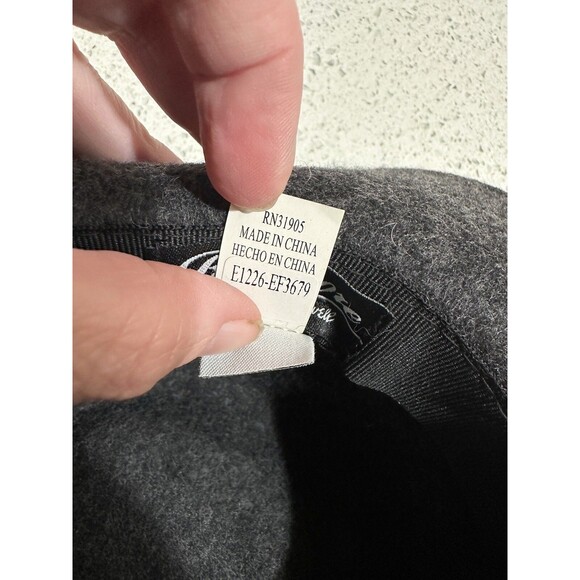 RN31905
MADE IN CHINA
HECHO EN CHINA
E1226-EF3679